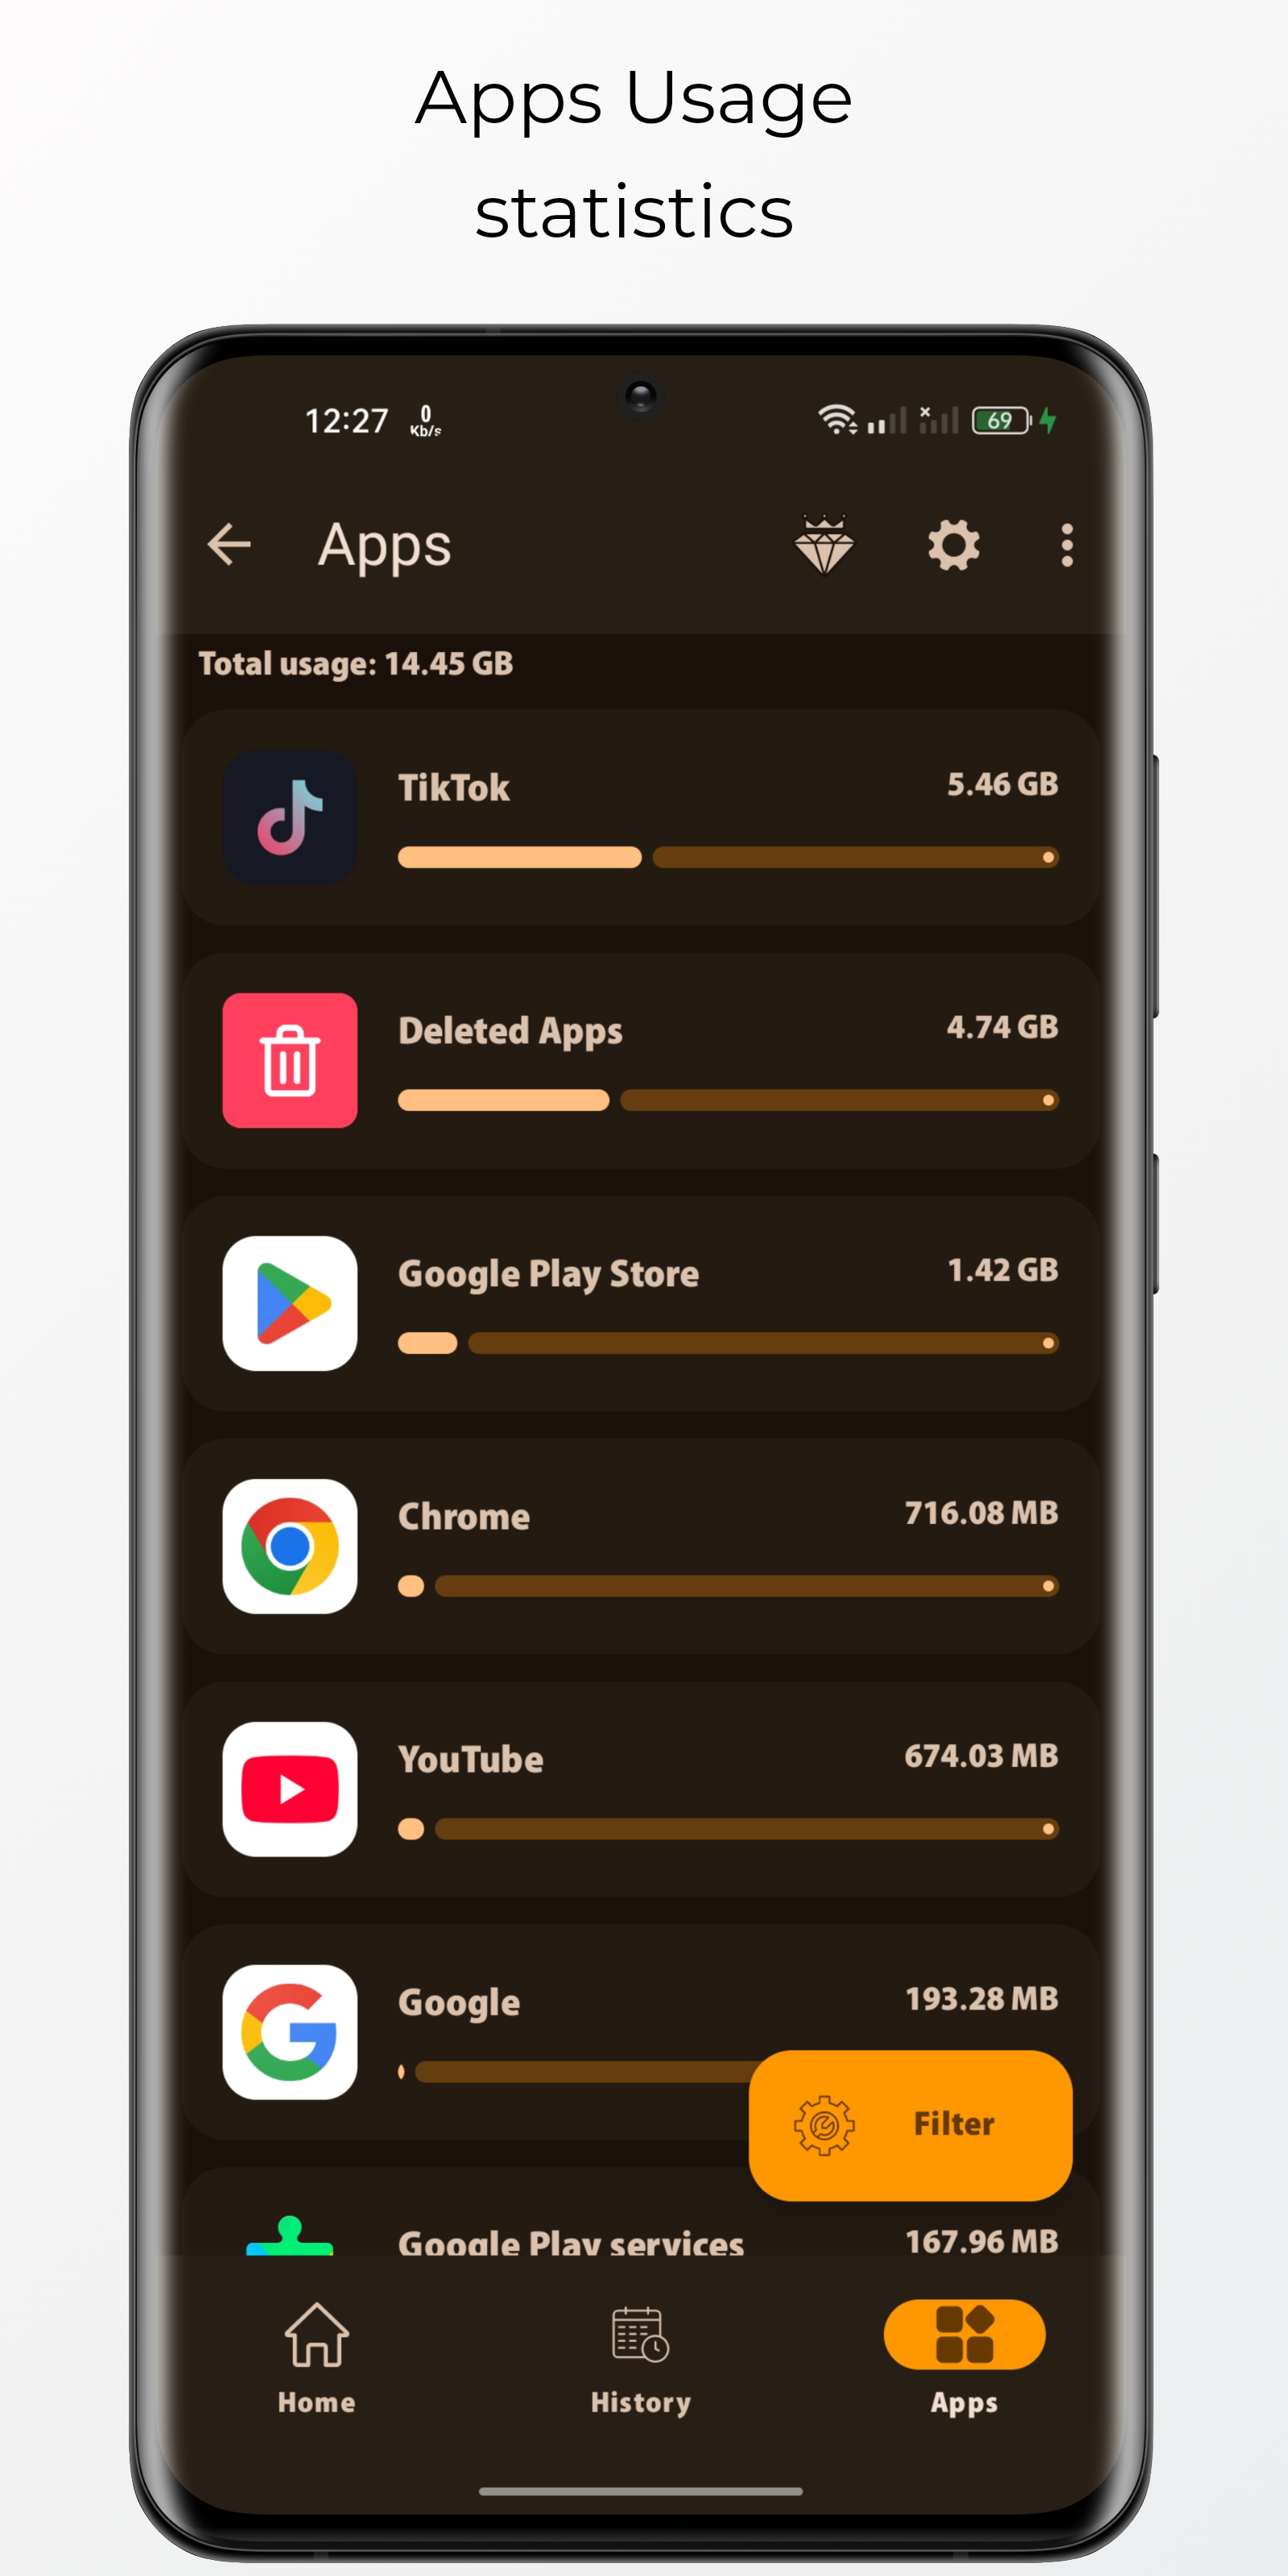 Apps Usage
statistics
12:27 0 Kb/s 69
Apps
Total usage: 14.45 GB
TikTok 5.46 GB
Deleted Apps 4.74 GB
Google Play Store 1.42 GB
Chrome 716.08 MB
YouTube 674.03 MB
Google 193.28 MB
Filter
Google Play services 167.96 MB
Home History Apps